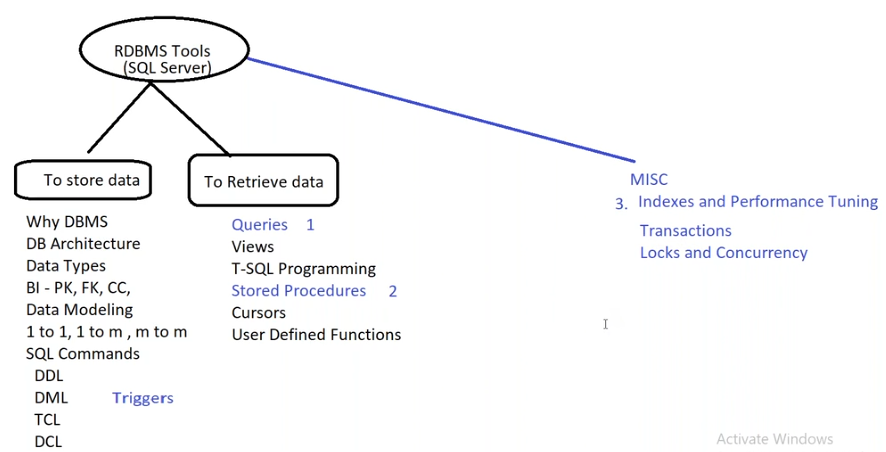 RDBMS Tools
(SQL Server)
To store data
To Retrieve data
MISC
3. Indexes and Performance Tuning
Transactions
Locks and Concurrency
Why DBMS
DB Architecture
Data Types
BI - PK, FK, CC,
Data Modeling
1 to 1, 1 to m , m to m
SQL Commands
DDL
DML Triggers
TCL
DCL
Queries 1
Views
T-SQL Programming
Stored Procedures 2
Cursors
User Defined Functions
Activate Windows